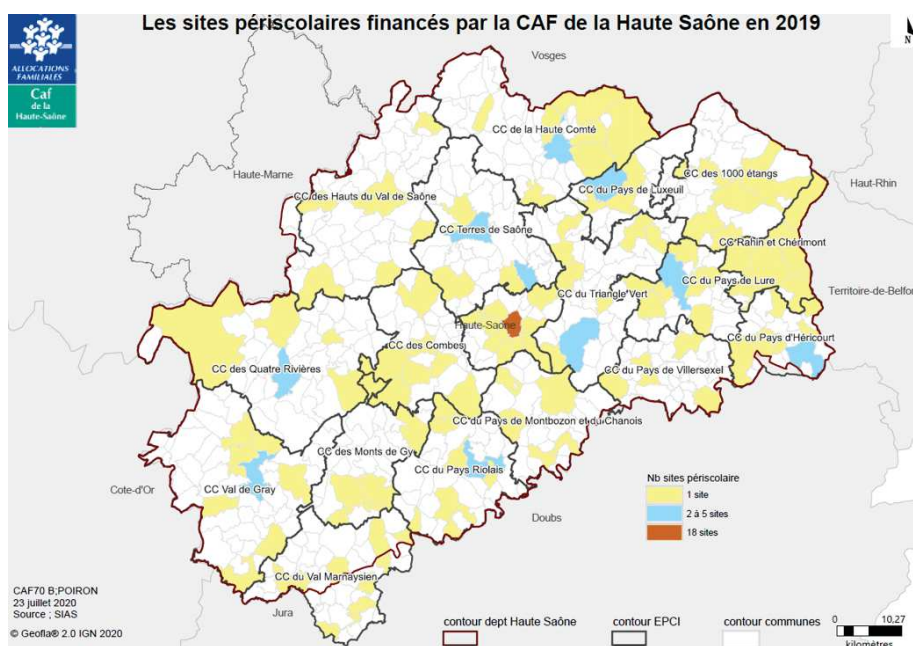 Les sites périscolaires financés par la CAF de la Haute Saône en 2019
N
ALLOCATIONS
FAMILIALES
Caf
de la
Haute-Saône
Vosges
CC de la Haute Comté
Haute-Marne
CC du Pays de Luxeuil
CC des 1000 étangs
Haut-Rhin
CC des Hauts du Val de Saône
CC Terres de Saône
CC Rahin et Chérimont
CC du Pays de Lure
CC du Triangle Vert
Territoire-de-Belfor
Haute-Saône
CC du Pays d'Héricourt
CC des Combes
CC des Quatre Rivières
CC du Pays de Villersexel
CC du Pays de Montbozon et du Chanois
CC des Monts de Gy
CC du Pays Riolais
CC Val de Gray
Cote-d'Or
Doubs
Nb sites périscolaire
1 site
2 à 5 sites
18 sites
CC du Val Marnaysien
Jura
CAF70 B;POIRON
23 juillet 2020
Source ; SIAS
© Geofla® 2.0 IGN 2020
contour dept Haute Saône
contour EPCI
contour communes
0 10,27
kilomètres